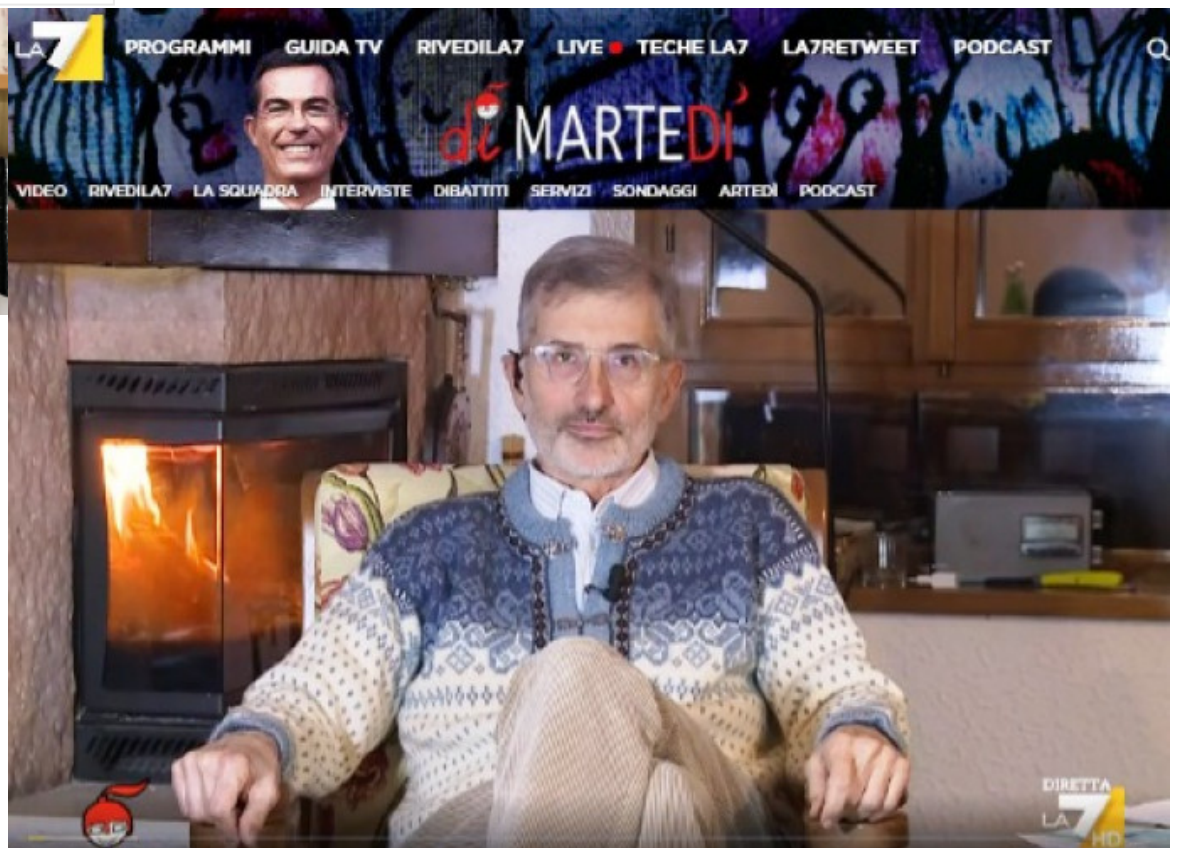 LA7 PROGRAMMI GUIDA TV RIVEDILA7 LIVE TECHE LA7 LA7RETWEET PODCAST
di MARTEDÌ
VIDEO RIVEDILA7 LA SQUADRA INTERVISTE DIBATTITI SERVIZI SONDAGGI ARTEDÌ PODCAST
DIRETTA
LA7
HD